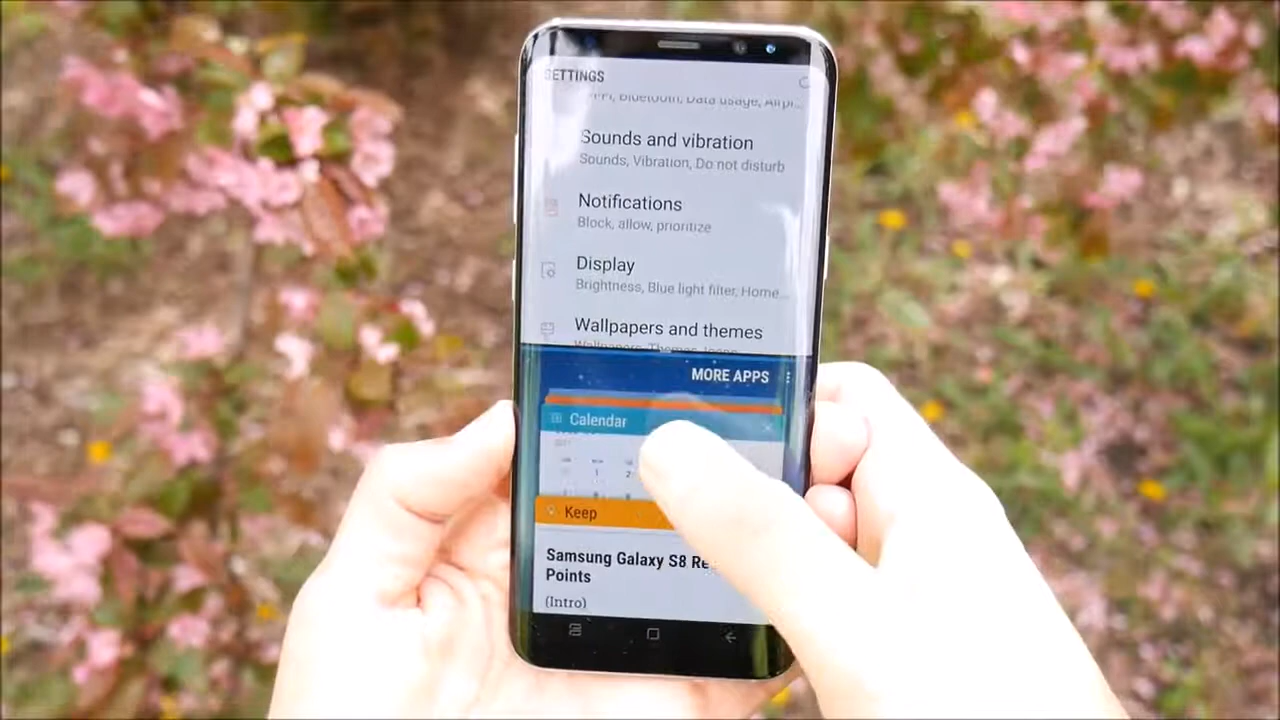 SETTINGS
Bluetooth, Data usage, Airpl...
Sounds and vibration
Sounds, Vibration, Do not disturb
Notifications
Block, allow, prioritize
Display
Brightness, Blue light filter, Home...
Wallpapers and themes
Wallpapers, Themes, Icons
MORE APPS
Calendar
1
2
Keep
Samsung Galaxy S8 Re
Points
(Intro)